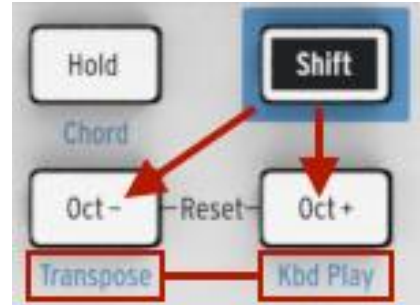 Hold Shift
Chord
Oct - Reset Oct +
Transpose Kbd Play